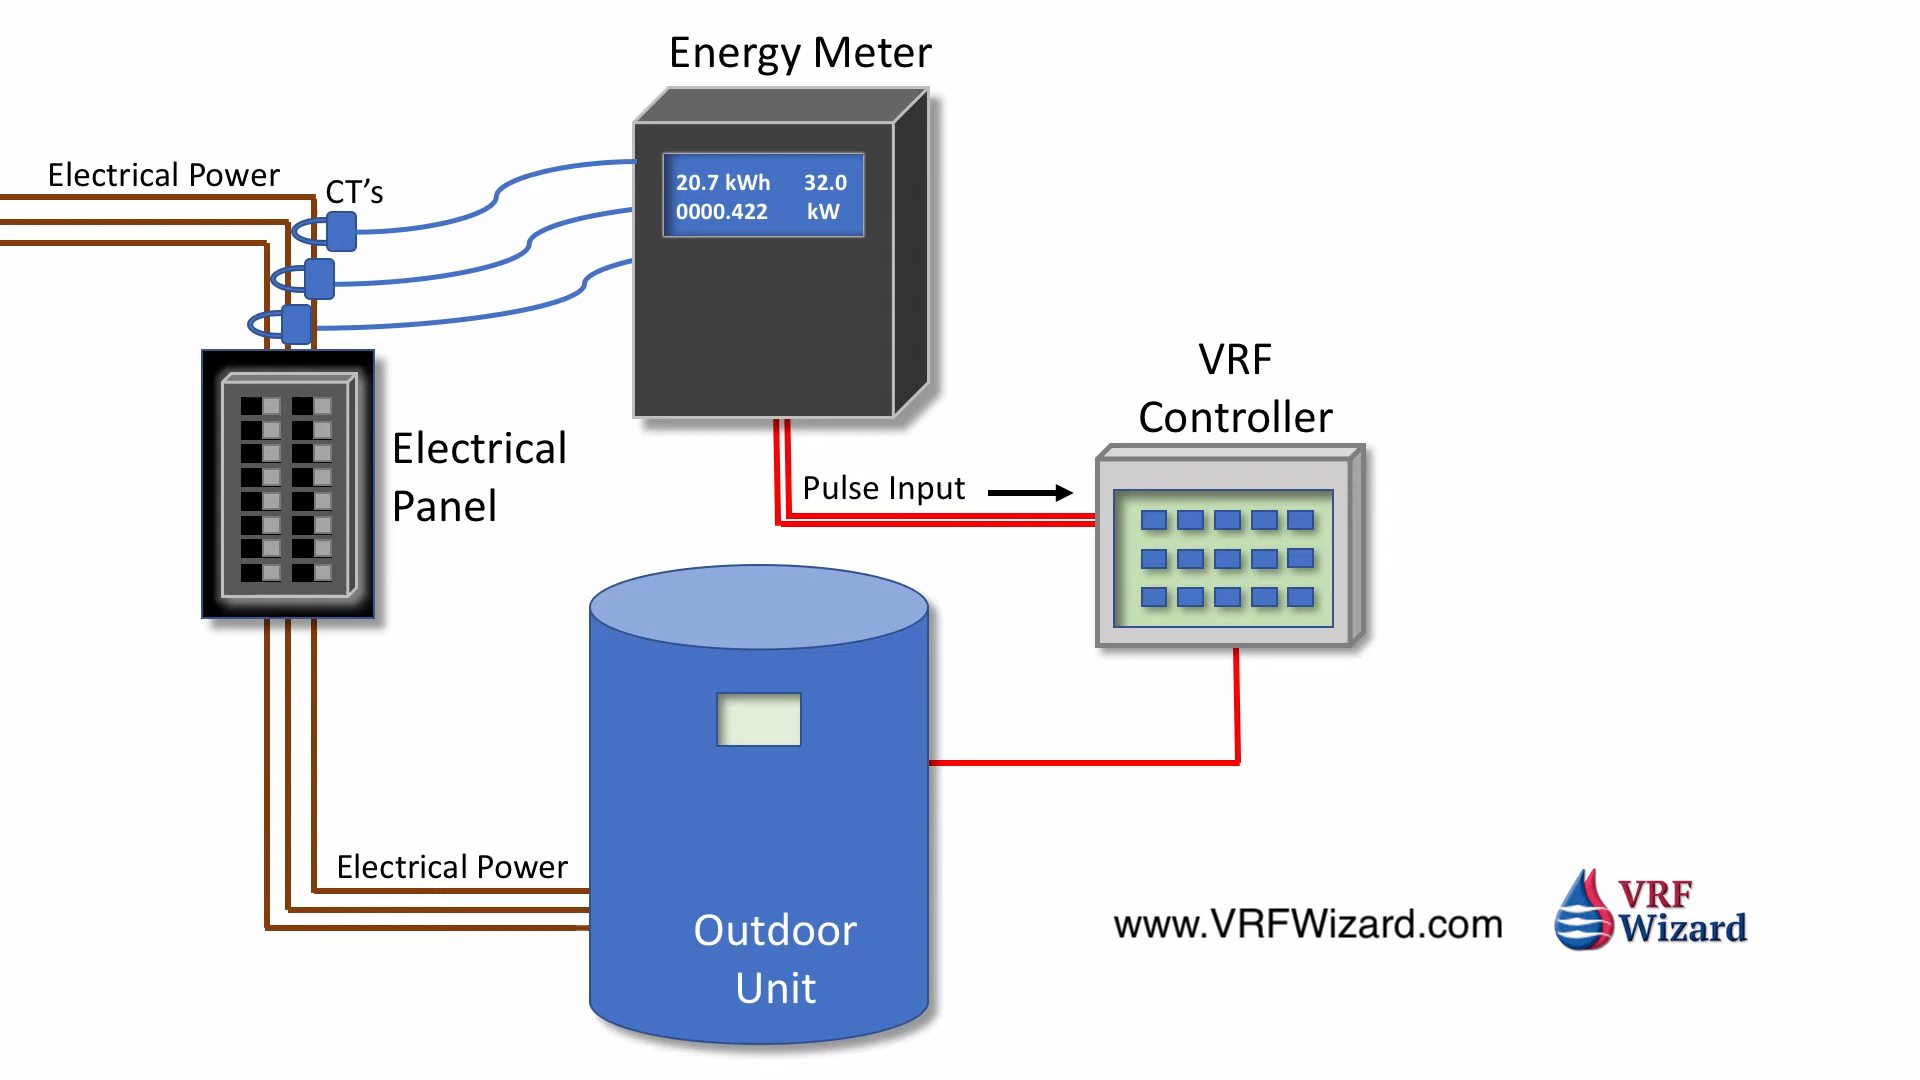 Energy Meter
Electrical Power
CT’s
20.7 kWh 32.0
0000.422 kW
VRF
Controller
Electrical
Panel
Pulse Input
Electrical Power
Outdoor
Unit
www.VRFWizard.com
VRF
Wizard